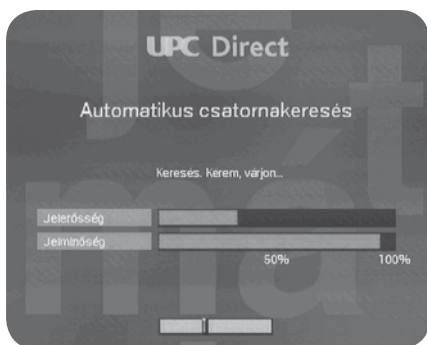 UPC Direct
Automatikus csatornakeresés
Keresés. Kérem, várjon...
Jelerősség
Jelminőség
50% 100%